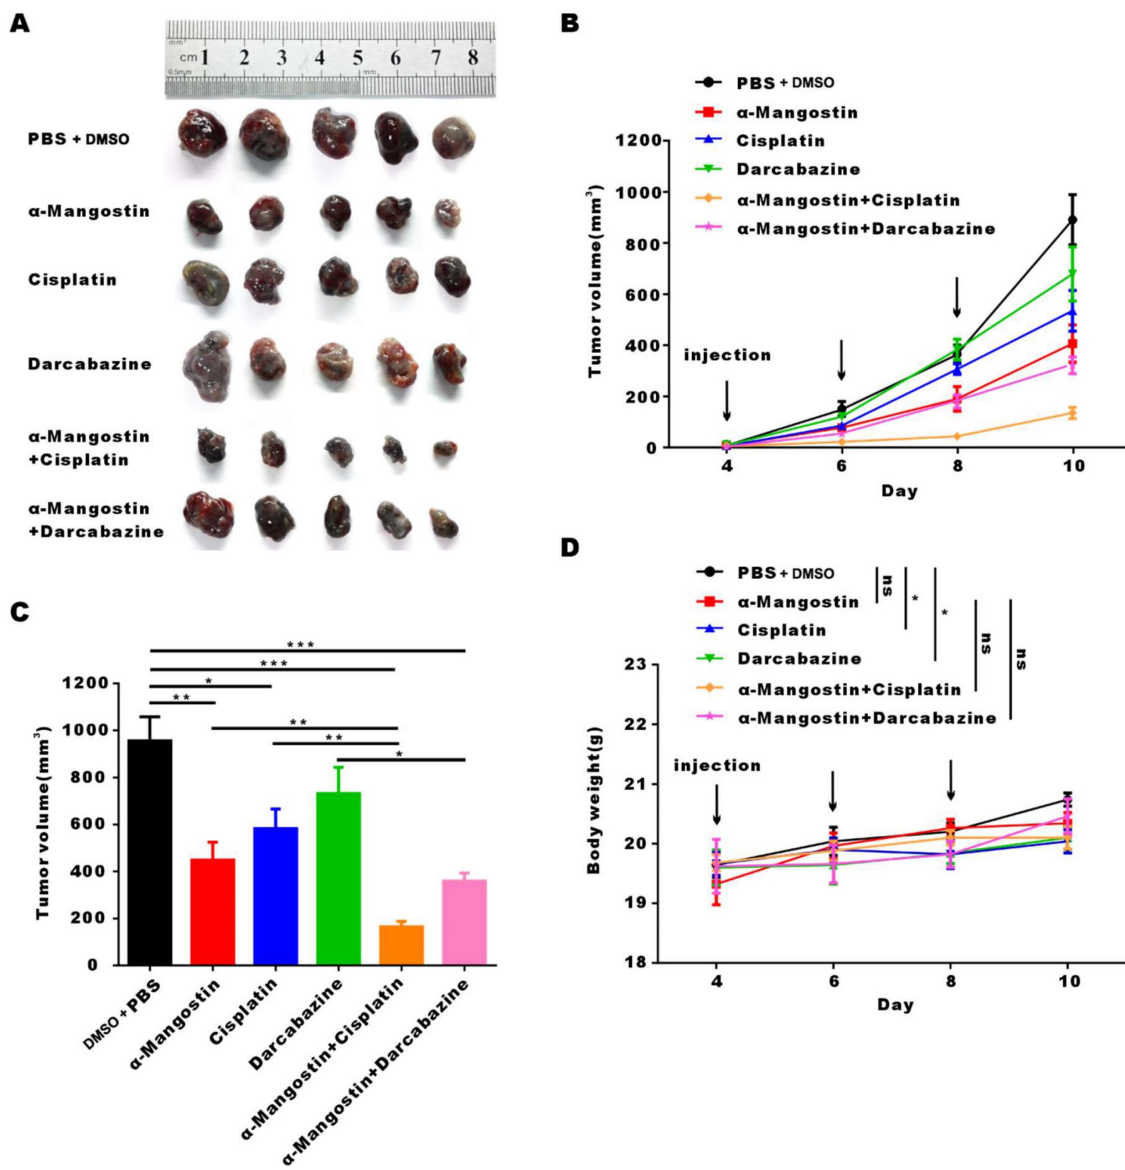 A
mm
cm 1 2 3 4 5 6 7 8
0.5mm mm
PBS + DMSO
α-Mangostin
Cisplatin
Darcabazine
α-Mangostin
+Cisplatin
α-Mangostin
+Darcabazine
B
PBS + DMSO
α-Mangostin
Cisplatin
Darcabazine
α-Mangostin+Cisplatin
α-Mangostin+Darcabazine
Tumor volume(mm³)
1200
1000
800
600
400
200
0
injection
4 6 8 10
Day
C
***
***
*
**
**
**
*
Tumor volume(mm³)
1200
1000
800
600
400
200
0
DMSO + PBS
α-Mangostin
Cisplatin
Darcabazine
α-Mangostin+Cisplatin
α-Mangostin+Darcabazine
D
PBS + DMSO
α-Mangostin
Cisplatin
Darcabazine
α-Mangostin+Cisplatin
α-Mangostin+Darcabazine
ns
*
*
ns
ns
Body weight(g)
23
22
21
20
19
18
injection
4 6 8 10
Day